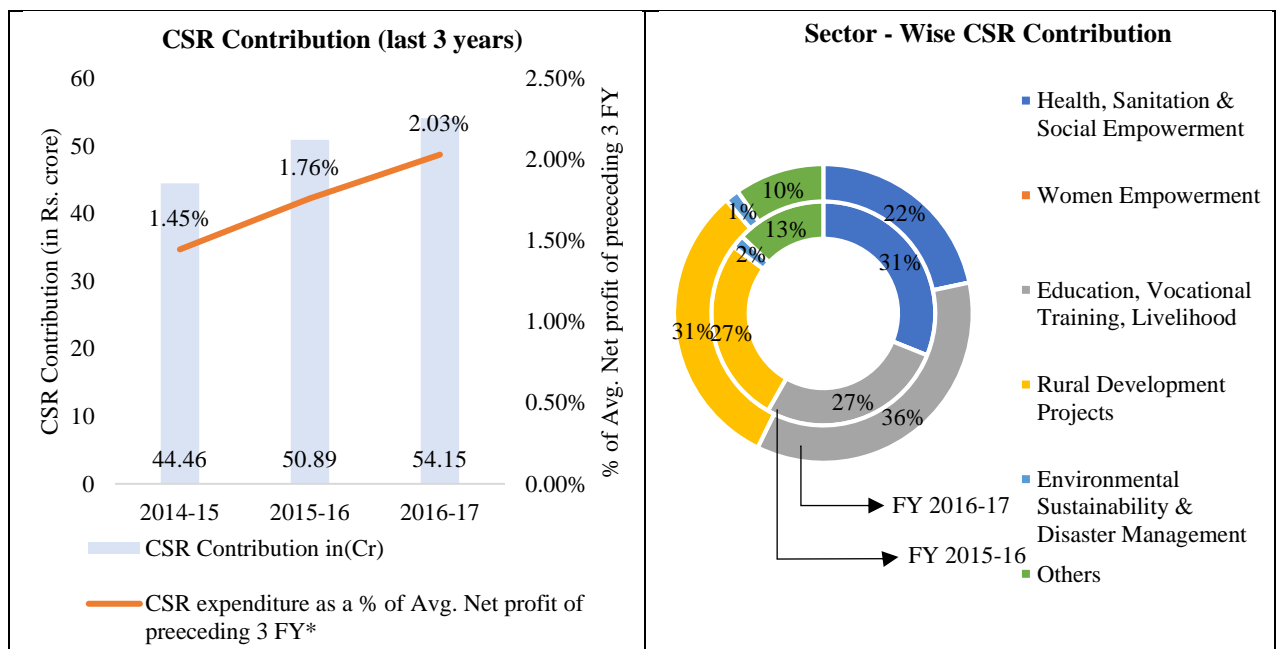 CSR Contribution (last 3 years)
60
50
40
30
20
10
0
CSR Contribution (in Rs. crore)
2.50%
2.00%
1.50%
1.00%
0.50%
0.00%
% of Avg. Net profit of preceeding 3 FY
1.45%
1.76%
2.03%
44.46
50.89
54.15
2014-15
2015-16
2016-17
CSR Contribution in(Cr)
CSR expenditure as a % of Avg. Net profit of
preeceding 3 FY*
Sector - Wise CSR Contribution
10%
22%
1%
13%
31%
2%
31%
27%
27%
36%
FY 2016-17
FY 2015-16
Health, Sanitation &
Social Empowerment
Women Empowerment
Education, Vocational
Training, Livelihood
Rural Development
Projects
Environmental
Sustainability &
Disaster Management
Others